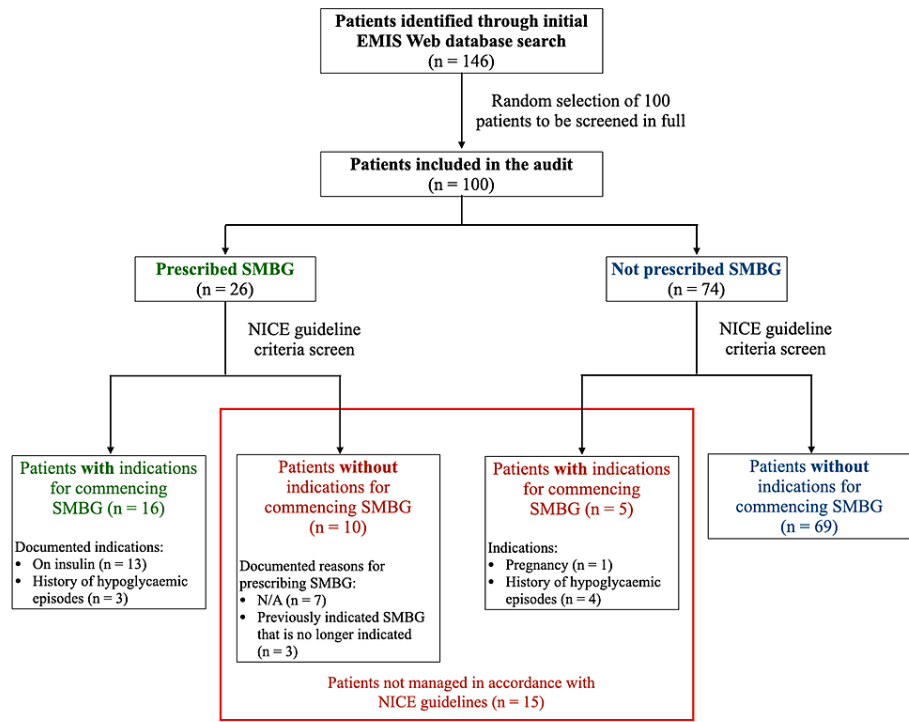 Patients identified through initial
EMIS Web database search
(n = 146)
Random selection of 100
patients to be screened in full
Patients included in the audit
(n = 100)
Prescribed SMBG
(n = 26)
Not prescribed SMBG
(n = 74)
NICE guideline
criteria screen
NICE guideline
criteria screen
Patients with indications
for commencing
SMBG (n = 16)
Documented indications:
• On insulin (n = 13)
• History of hypoglycaemic
episodes (n = 3)
Patients without
indications for
commencing SMBG
(n = 10)
Documented reasons for
prescribing SMBG:
• N/A (n = 7)
• Previously indicated SMBG
that is no longer indicated
(n = 3)
Patients with indications
for commencing
SMBG (n = 5)
Indications:
• Pregnancy (n = 1)
• History of hypoglycaemic
episodes (n = 4)
Patients without
indications for
commencing SMBG
(n = 69)
Patients not managed in accordance with
NICE guidelines (n = 15)